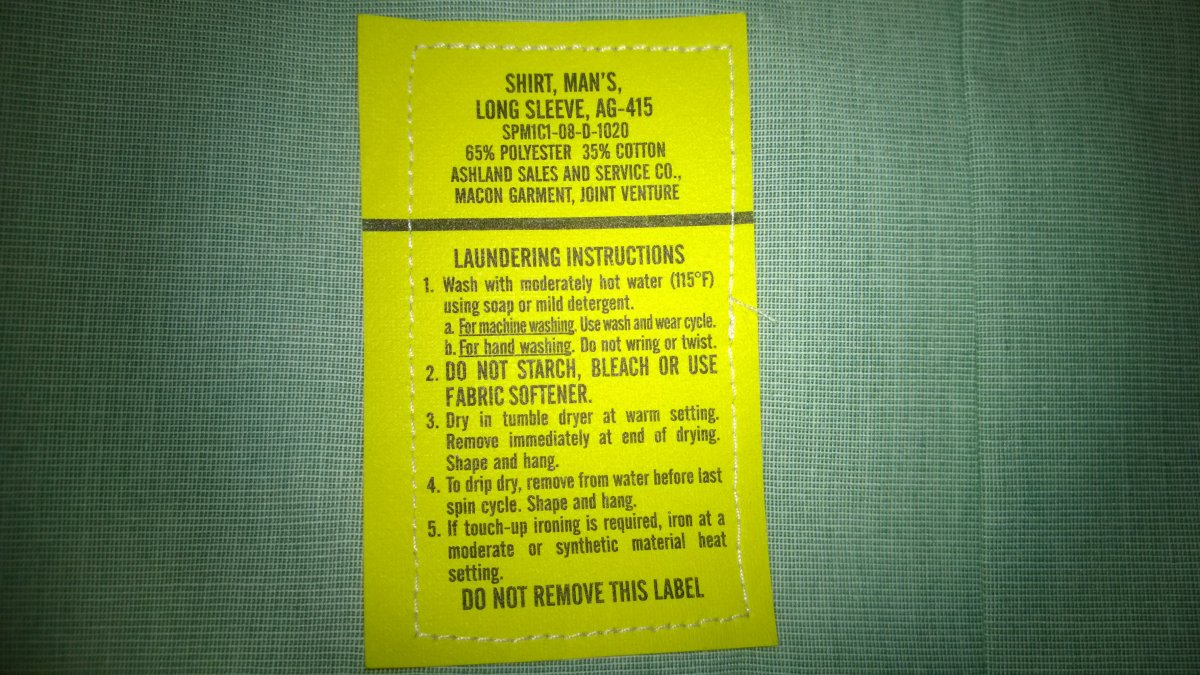 SHIRT, MAN'S,
LONG SLEEVE, AG-415
SPM1C1-08-D-1020
65% POLYESTER 35% COTTON
ASHLAND SALES AND SERVICE CO.,
MACON GARMENT, JOINT VENTURE
LAUNDERING INSTRUCTIONS
1. Wash with moderately hot water (115°F)
using soap or mild detergent.
a. For machine washing. Use wash and wear cycle.
b. For hand washing. Do not wring or twist.
2. DO NOT STARCH, BLEACH OR USE
FABRIC SOFTENER.
3. Dry in tumble dryer at warm setting.
Remove immediately at end of drying.
Shape and hang.
4. To drip dry, remove from water before last
spin cycle. Shape and hang.
5. If touch-up ironing is required, iron at a
moderate or synthetic material heat
setting.
DO NOT REMOVE THIS LABEL